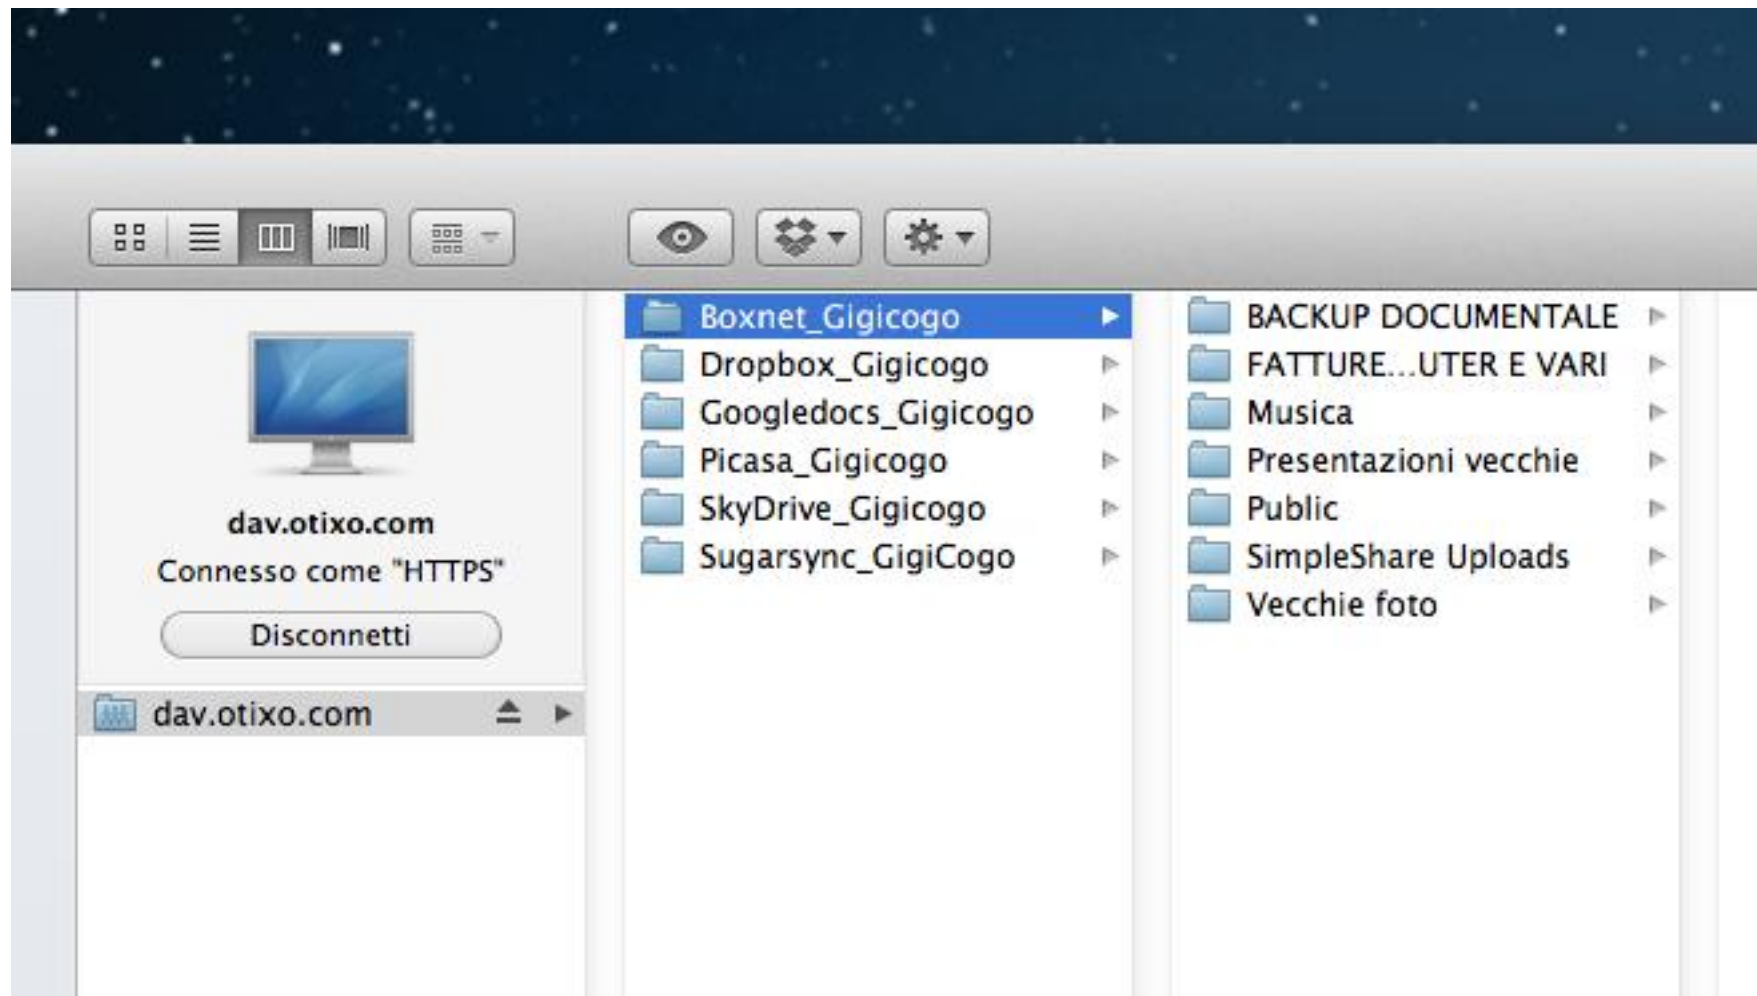 dav.otixo.com
Connesso come "HTTPS"
Disconnetti
dav.otixo.com
Boxnet_Gigicogo
Dropbox_Gigicogo
Googledocs_Gigicogo
Picasa_Gigicogo
SkyDrive_Gigicogo
Sugarsync_GigiCogo
BACKUP DOCUMENTALE
FATTURE...UTER E VARI
Musica
Presentazioni vecchie
Public
SimpleShare Uploads
Vecchie foto